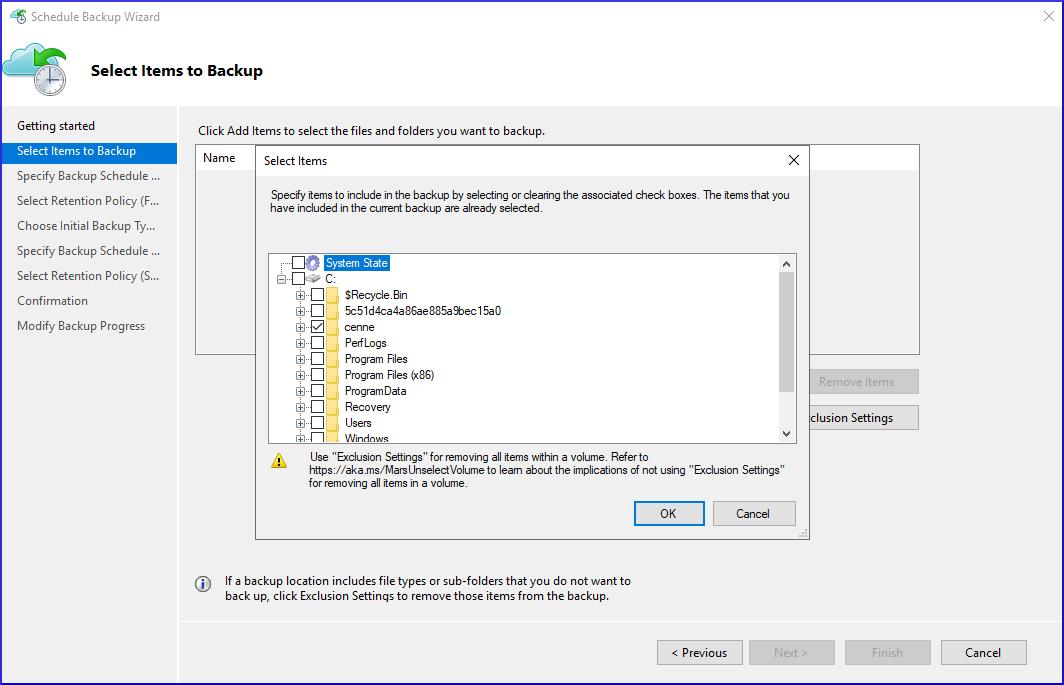 Schedule Backup Wizard
Select Items to Backup
Getting started
Select Items to Backup
Specify Backup Schedule ...
Select Retention Policy (F...
Choose Initial Backup Ty...
Specify Backup Schedule ...
Select Retention Policy (S...
Confirmation
Modify Backup Progress
Click Add Items to select the files and folders you want to backup.
Name
Select Items
Specify items to include in the backup by selecting or clearing the associated check boxes. The items that you
have included in the current backup are already selected.
System State
C:
$Recycle.Bin
5c51d4ca4a86ae885a9bec15a0
cenne
PerfLogs
Program Files
Program Files (x86)
ProgramData
Recovery
Users
Windows
Use "Exclusion Settings" for removing all items within a volume. Refer to
https://aka.ms/MarsUnselectVolume to learn about the implications of not using "Exclusion Settings"
for removing all items in a volume.
OK
Cancel
Remove Items
clusion Settings
If a backup location includes file types or sub-folders that you do not want to
back up, click Exclusion Settings to remove those items from the backup.
< Previous
Next >
Finish
Cancel